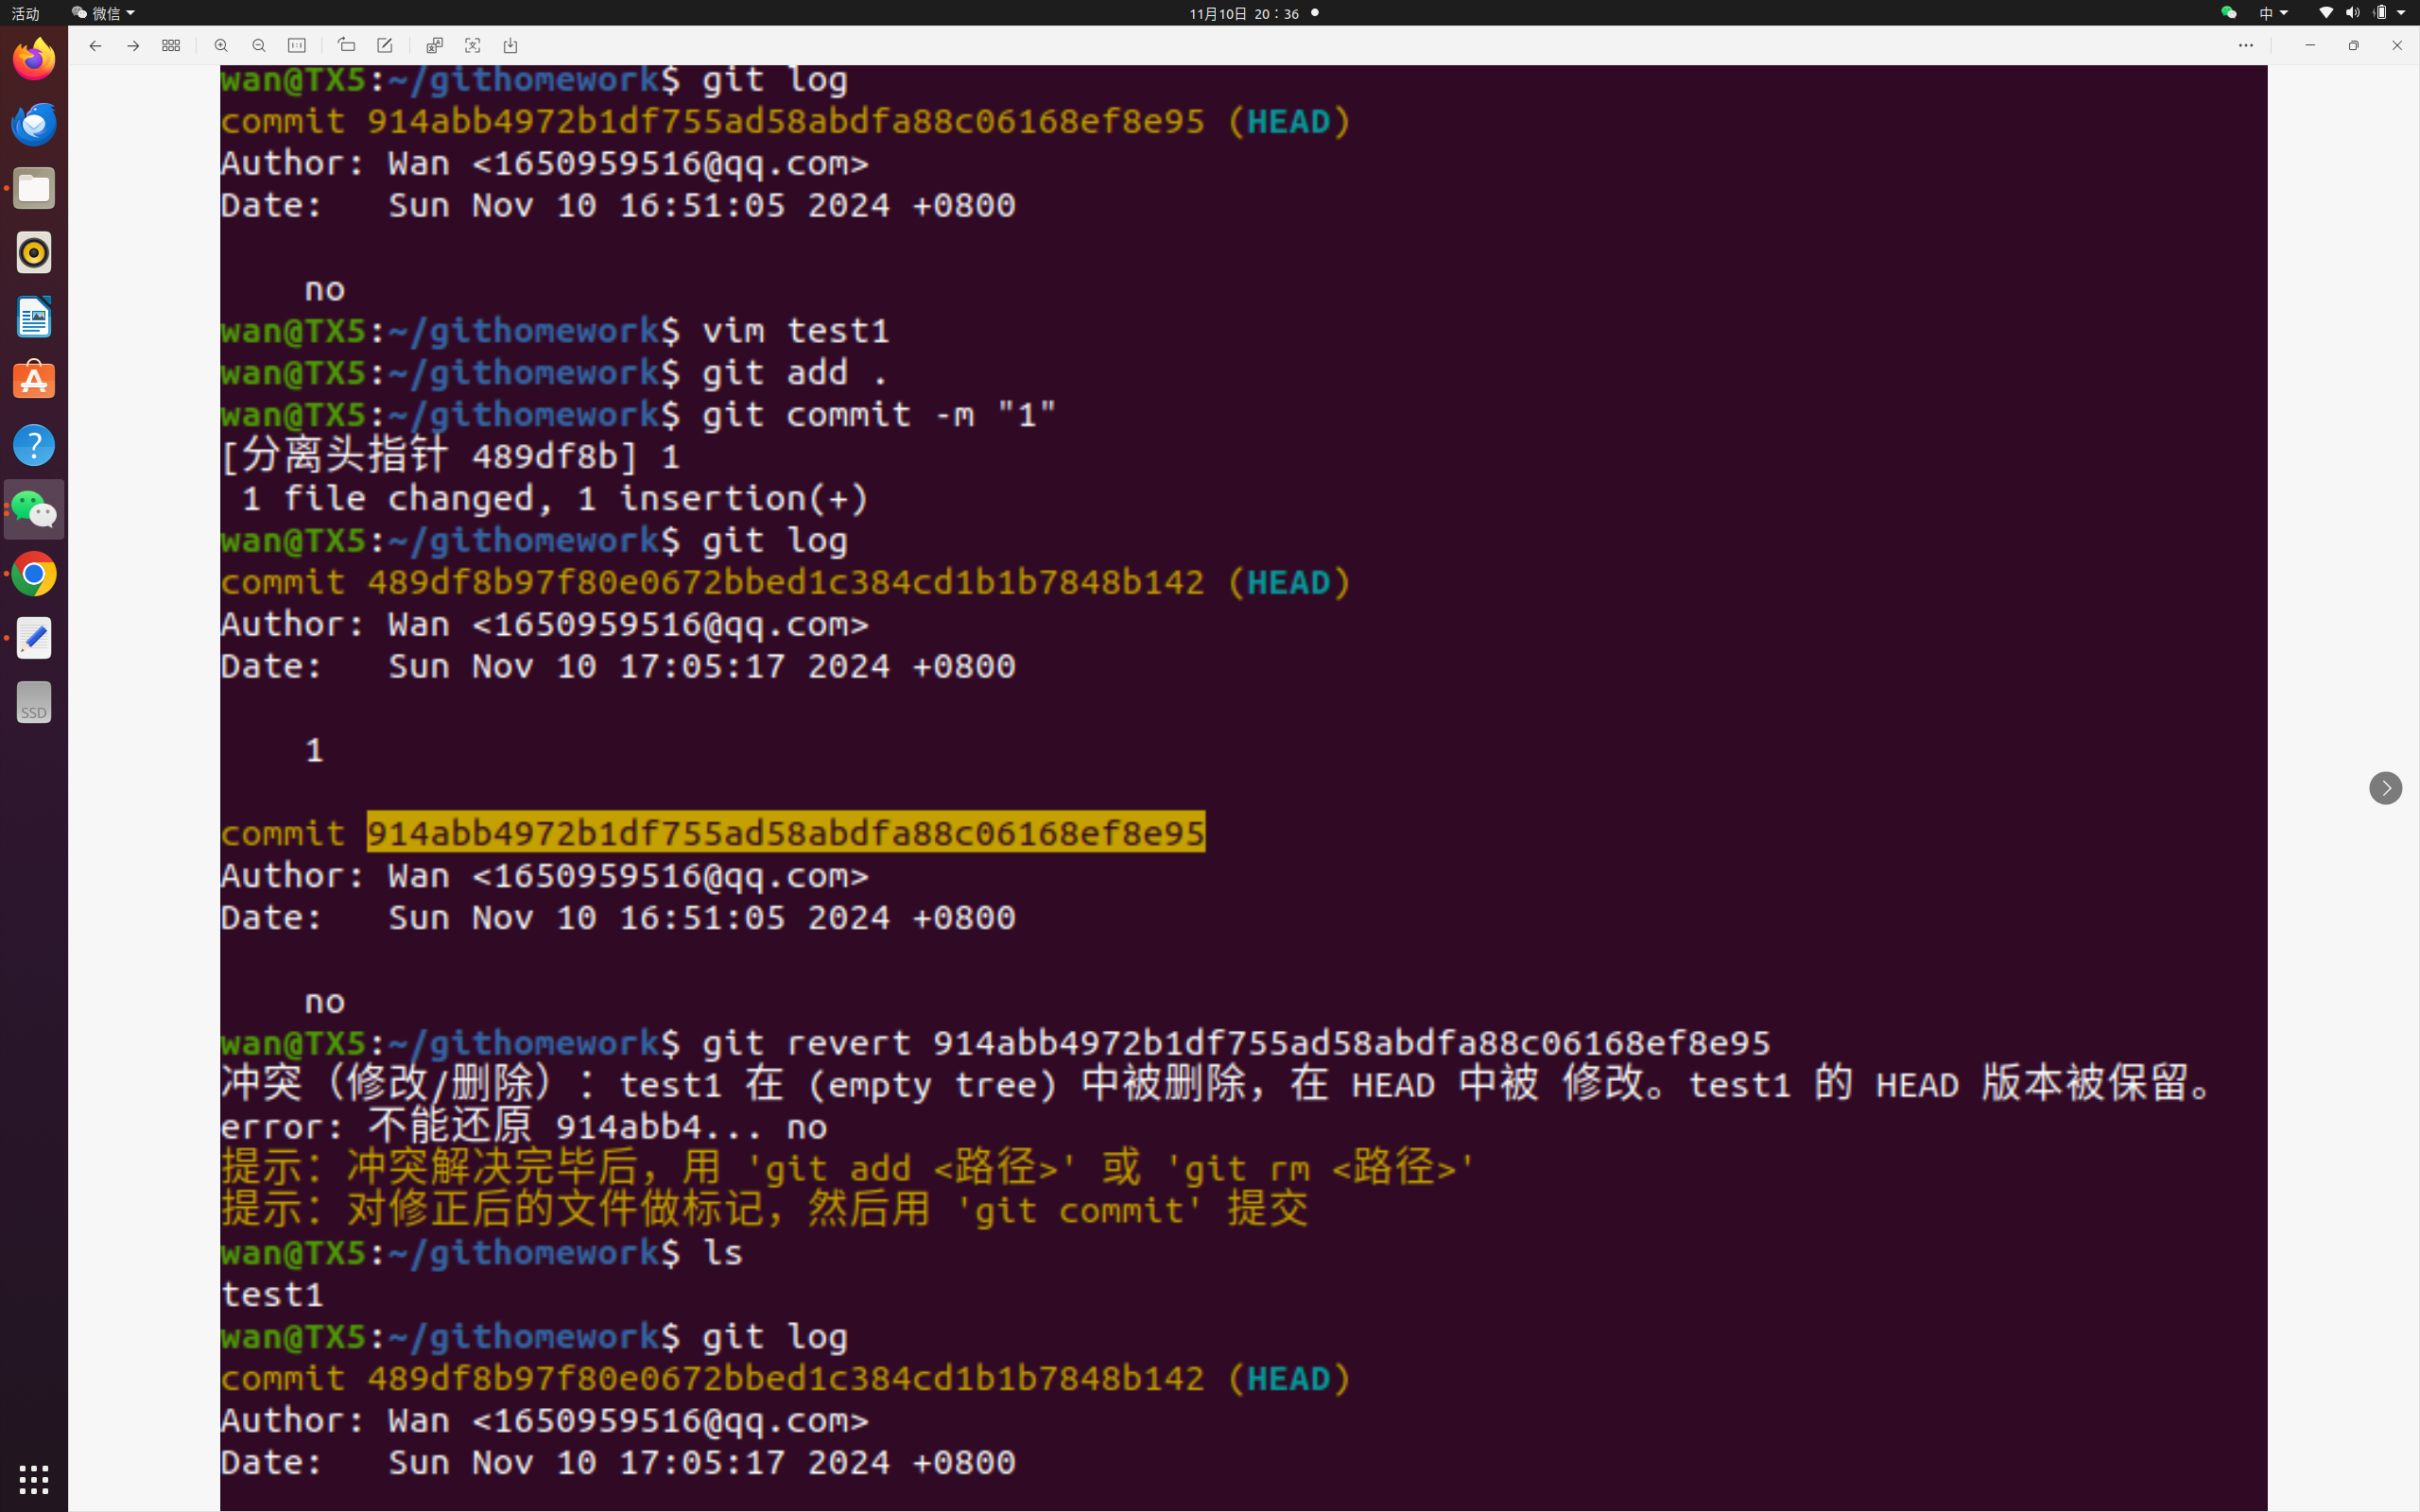 活动 微信 11月10日 20：36 中
wan@TX5:~/githomework$ git log
commit 914abb4972b1df755ad58abdfa88c06168ef8e95 (HEAD)
Author: Wan <1650959516@qq.com>
Date:   Sun Nov 10 16:51:05 2024 +0800
no
wan@TX5:~/githomework$ vim test1
wan@TX5:~/githomework$ git add .
wan@TX5:~/githomework$ git commit -m "1"
[分离头指针 489df8b] 1
1 file changed, 1 insertion(+)
wan@TX5:~/githomework$ git log
commit 489df8b97f80e0672bbed1c384cd1b1b7848b142 (HEAD)
Author: Wan <1650959516@qq.com>
Date:   Sun Nov 10 17:05:17 2024 +0800
1
commit 914abb4972b1df755ad58abdfa88c06168ef8e95
Author: Wan <1650959516@qq.com>
Date:   Sun Nov 10 16:51:05 2024 +0800
no
wan@TX5:~/githomework$ git revert 914abb4972b1df755ad58abdfa88c06168ef8e95
冲突（修改/删除）：test1 在 (empty tree) 中被删除，在 HEAD 中被 修改。test1 的 HEAD 版本被保留。
error: 不能还原 914abb4... no
提示：冲突解决完毕后，用 'git add <路径>' 或 'git rm <路径>'
提示：对修正后的文件做标记，然后用 'git commit' 提交
wan@TX5:~/githomework$ ls
test1
wan@TX5:~/githomework$ git log
commit 489df8b97f80e0672bbed1c384cd1b1b7848b142 (HEAD)
Author: Wan <1650959516@qq.com>
Date:   Sun Nov 10 17:05:17 2024 +0800
SSD